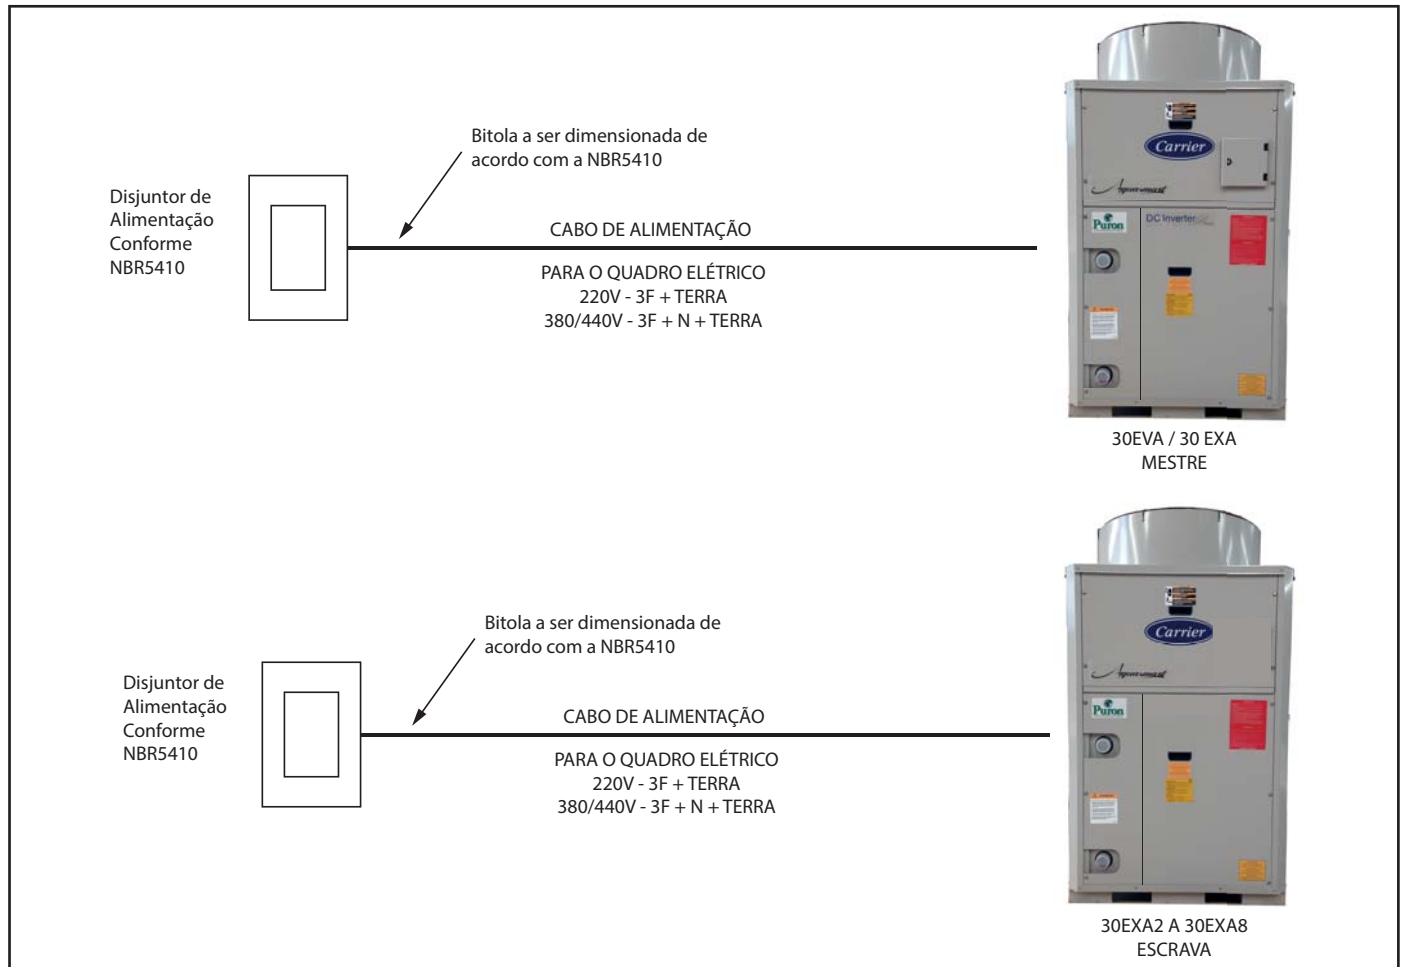 Bitola a ser dimensionada de
acordo com a NBR5410
Disjuntor de
Alimentação
Conforme
NBR5410
CABO DE ALIMENTAÇÃO
PARA O QUADRO ELÉTRICO
220V - 3F + TERRA
380/440V - 3F + N + TERRA
Carrier
Puron
DC Inverter
30EVA / 30 EXA
MESTRE
Bitola a ser dimensionada de
acordo com a NBR5410
Disjuntor de
Alimentação
Conforme
NBR5410
CABO DE ALIMENTAÇÃO
PARA O QUADRO ELÉTRICO
220V - 3F + TERRA
380/440V - 3F + N + TERRA
Carrier
Puron
30EXA2 A 30EXA8
ESCRAVA